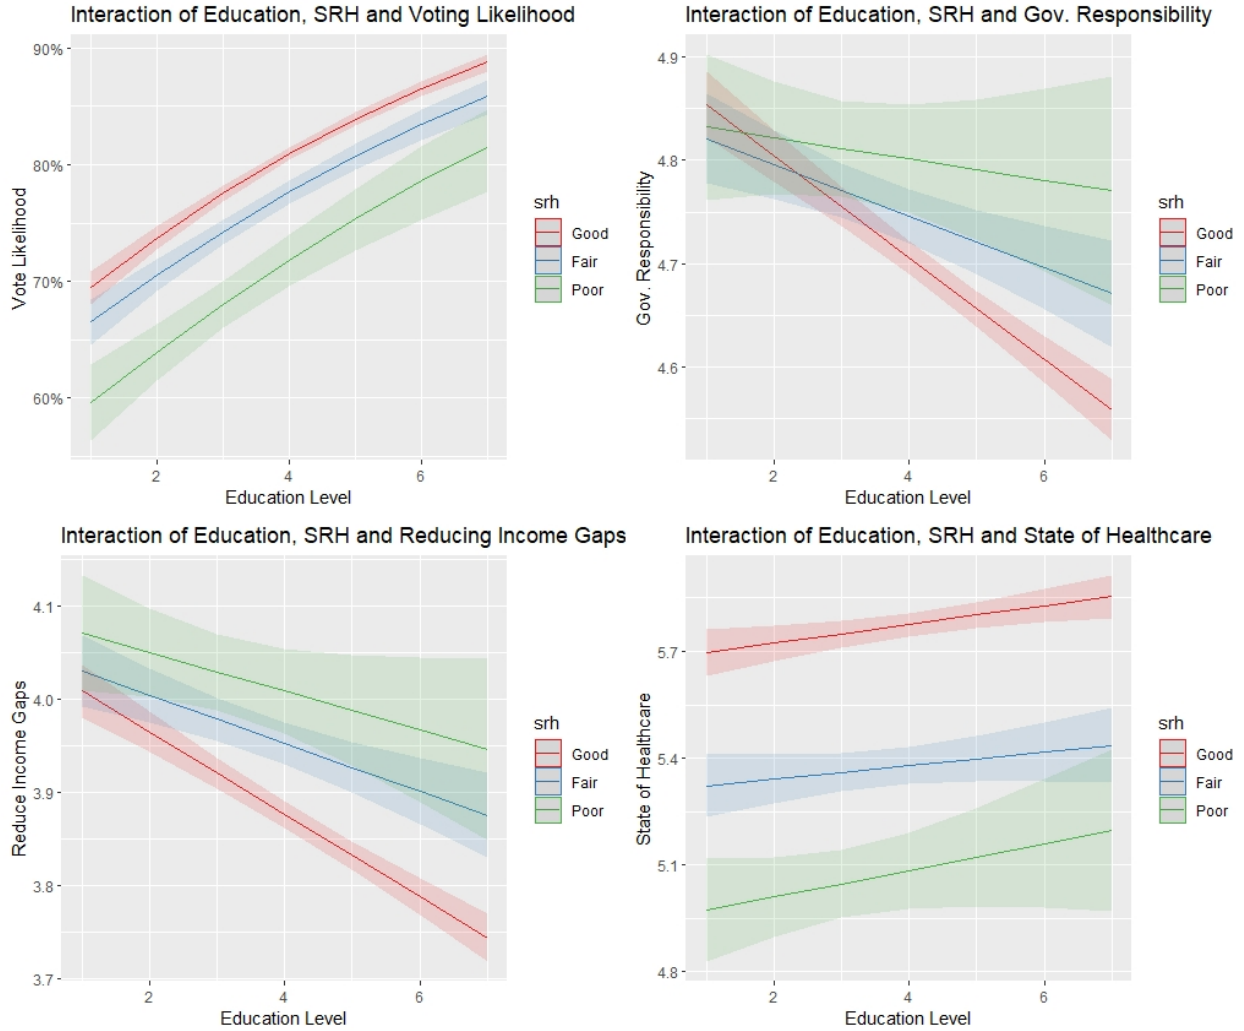 Interaction of Education, SRH and Voting Likelihood
90%
80%
70%
60%
Vote Likelihood
2
4
6
Education Level
srh
Good
Fair
Poor
Interaction of Education, SRH and Gov. Responsibility
4.9
4.8
4.7
4.6
Gov. Responsibility
2
4
6
Education Level
srh
Good
Fair
Poor
Interaction of Education, SRH and Reducing Income Gaps
4.1
4.0
3.9
3.8
3.7
Reduce Income Gaps
2
4
6
Education Level
srh
Good
Fair
Poor
Interaction of Education, SRH and State of Healthcare
5.7
5.4
5.1
4.8
State of Healthcare
2
4
6
Education Level
srh
Good
Fair
Poor